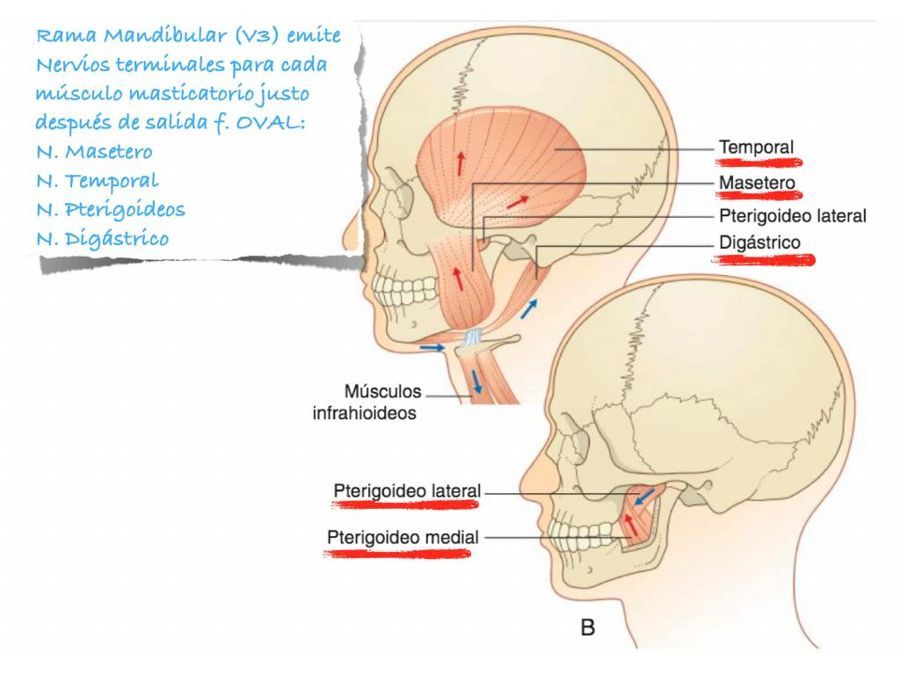 Rama Mandibular (V3) emite
Nervios terminales para cada
músculo masticatorio justo
después de salida f. OVAL:
N. Masetero
N. Temporal
N. Pterigoideos
N. Digástrico
Temporal
Masetero
Pterigoideo lateral
Digástrico
Músculos
infrahioideos
Pterigoideo lateral
Pterigoideo medial
B